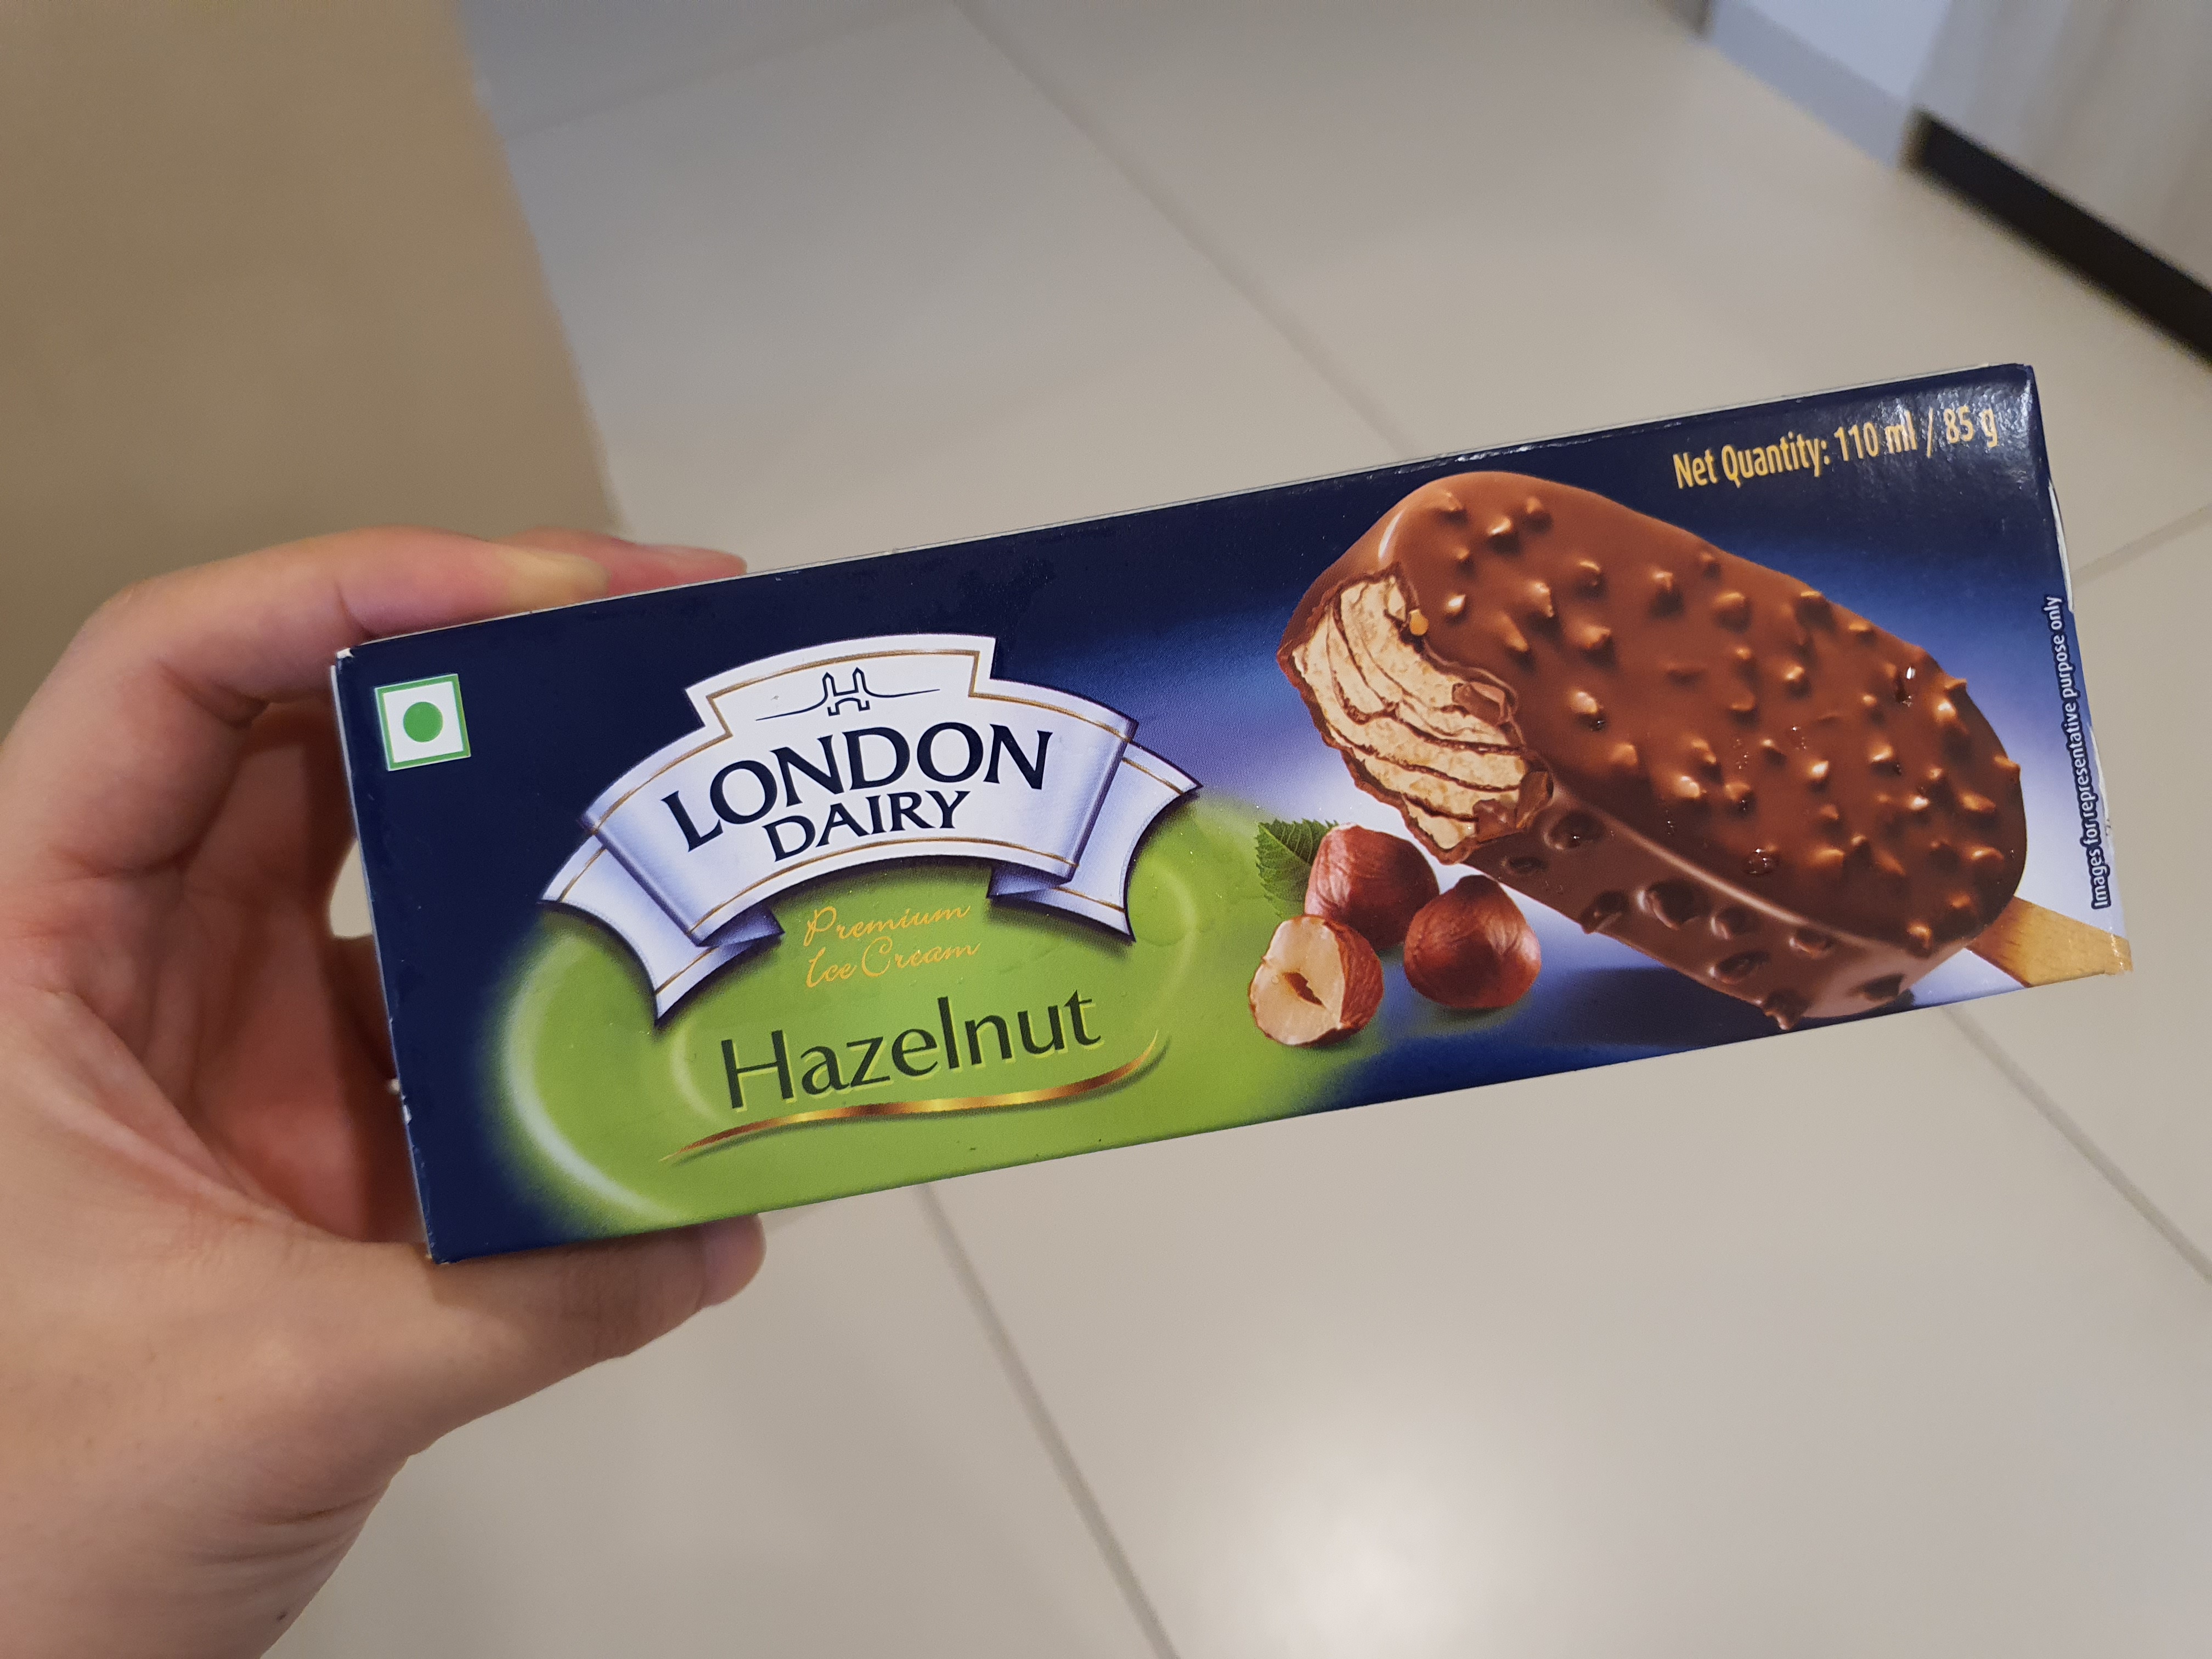 Net Quantity: 110 ml / 85 g
LONDON
DAIRY
Premium
Ice Cream
Hazelnut
Images for representative purpose only